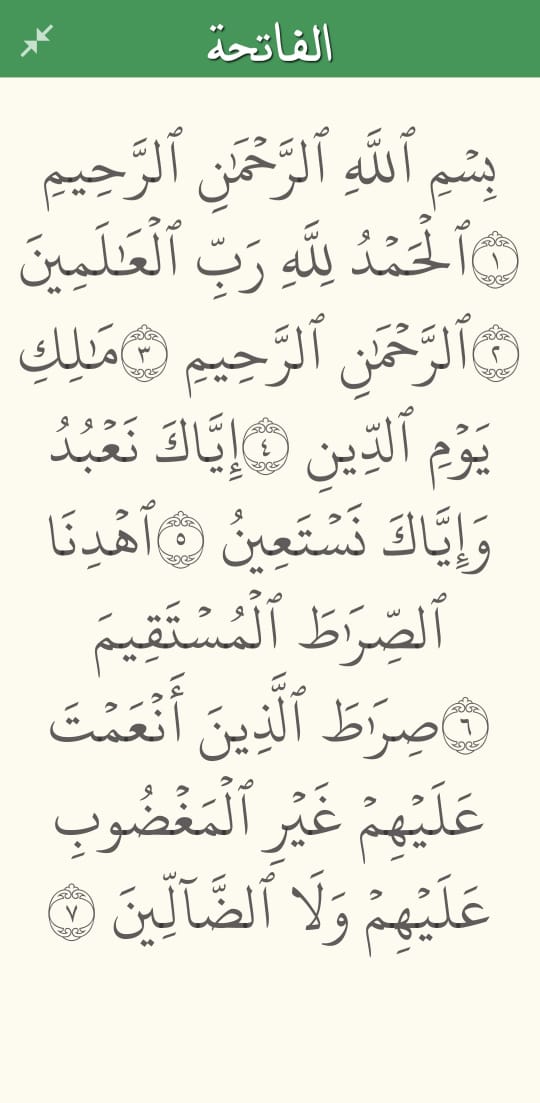 الفاتحة
بِسْمِ ٱللَّهِ ٱلرَّحْمَٰنِ ٱلرَّحِيمِ
١ ٱلْحَمْدُ لِلَّهِ رَبِّ ٱلْعَٰلَمِينَ
٢ ٱلرَّحْمَٰنِ ٱلرَّحِيمِ ٣ مَٰلِكِ
يَوْمِ ٱلدِّينِ ٤ إِيَّاكَ نَعْبُدُ
وَإِيَّاكَ نَسْتَعِينُ ٥ ٱهْدِنَا
ٱلصِّرَٰطَ ٱلْمُسْتَقِيمَ
٦ صِرَٰطَ ٱلَّذِينَ أَنْعَمْتَ
عَلَيْهِمْ غَيْرِ ٱلْمَغْضُوبِ
عَلَيْهِمْ وَلَا ٱلضَّآلِّينَ ٧